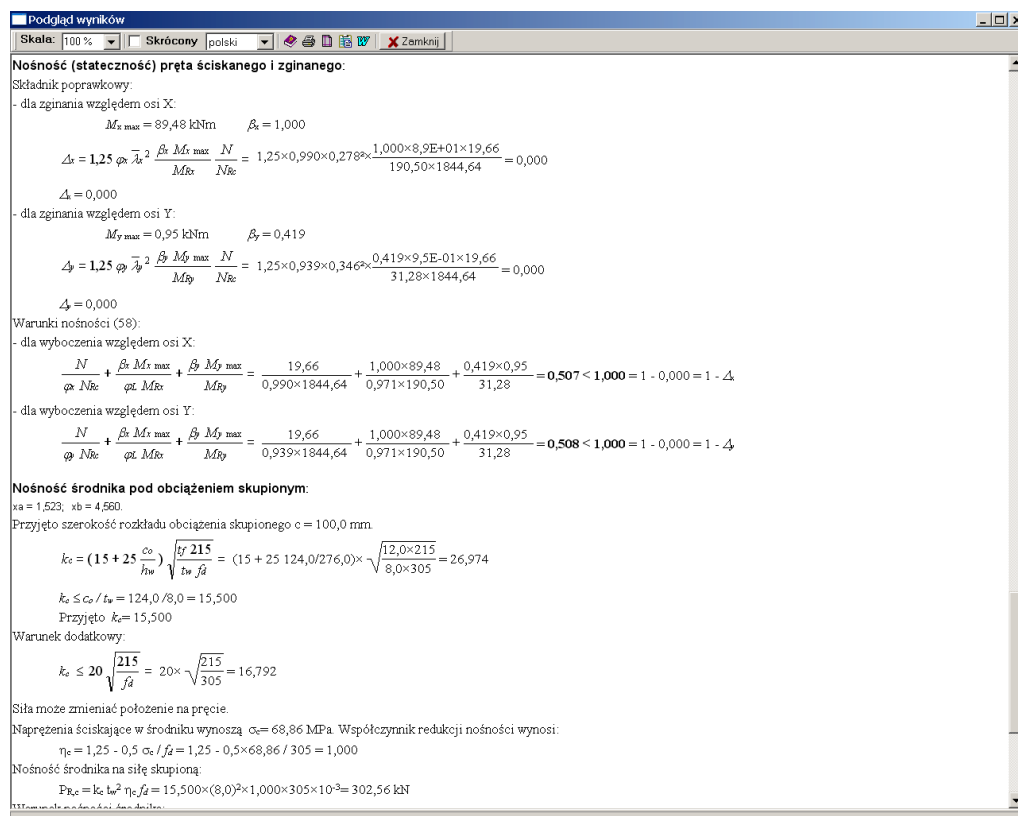 Podgląd wyników
Skala: 100 % Skrócony polski Zamknij
Nośność (stateczność) pręta ściskanego i zginanego:
Składnik poprawkowy:
- dla zginania względem osi X:
Mx max = 89,48 kNm βx = 1,000
Δx = 1,25 φx λ̅x² (βx Mx max / MRx) (N / NRc) = 1,25×0,990×0,278²× (1,000×8,9E+01×19,66 / 190,50×1844,64) = 0,000
Δx = 0,000
- dla zginania względem osi Y:
My max = 0,95 kNm βy = 0,419
Δy = 1,25 φy λ̅y² (βy My max / MRy) (N / NRc) = 1,25×0,939×0,346²× (0,419×9,5E-01×19,66 / 31,28×1844,64) = 0,000
Δy = 0,000
Warunki nośności (58):
- dla wyboczenia względem osi X:
N / φx NRc + βx Mx max / φL MRx + βy My max / MRy = 19,66 / 0,990×1844,64 + 1,000×89,48 / 0,971×190,50 + 0,419×0,95 / 31,28 = 0,507 < 1,000 = 1 - 0,000 = 1 - Δx
- dla wyboczenia względem osi Y:
N / φy NRc + βx Mx max / φL MRx + βy My max / MRy = 19,66 / 0,939×1844,64 + 1,000×89,48 / 0,971×190,50 + 0,419×0,95 / 31,28 = 0,508 < 1,000 = 1 - 0,000 = 1 - Δy
Nośność środnika pod obciążeniem skupionym:
xa = 1,523; xb = 4,560.
Przyjęto szerokość rozkładu obciążenia skupionego c = 100,0 mm.
kc = (15 + 25 co / hw) √(tf 215 / tw fd) = (15 + 25 124,0/276,0)× √(12,0×215 / 8,0×305) = 26,974
kc ≤ co / tw = 124,0 /8,0 = 15,500
Przyjęto kc= 15,500
Warunek dodatkowy:
kc ≤ 20 √(215 / fd) = 20× √(215 / 305) = 16,792
Siła może zmieniać położenie na pręcie.
Naprężenia ściskające w środniku wynoszą σc= 68,86 MPa. Współczynnik redukcji nośności wynosi:
ηc = 1,25 - 0,5 σc / fd = 1,25 - 0,5×68,86 / 305 = 1,000
Nośność środnika na siłę skupioną:
PR,c = kc tw² ηc fd = 15,500×(8,0)²×1,000×305×10⁻³= 302,56 kN
Warunek nośności środnika: